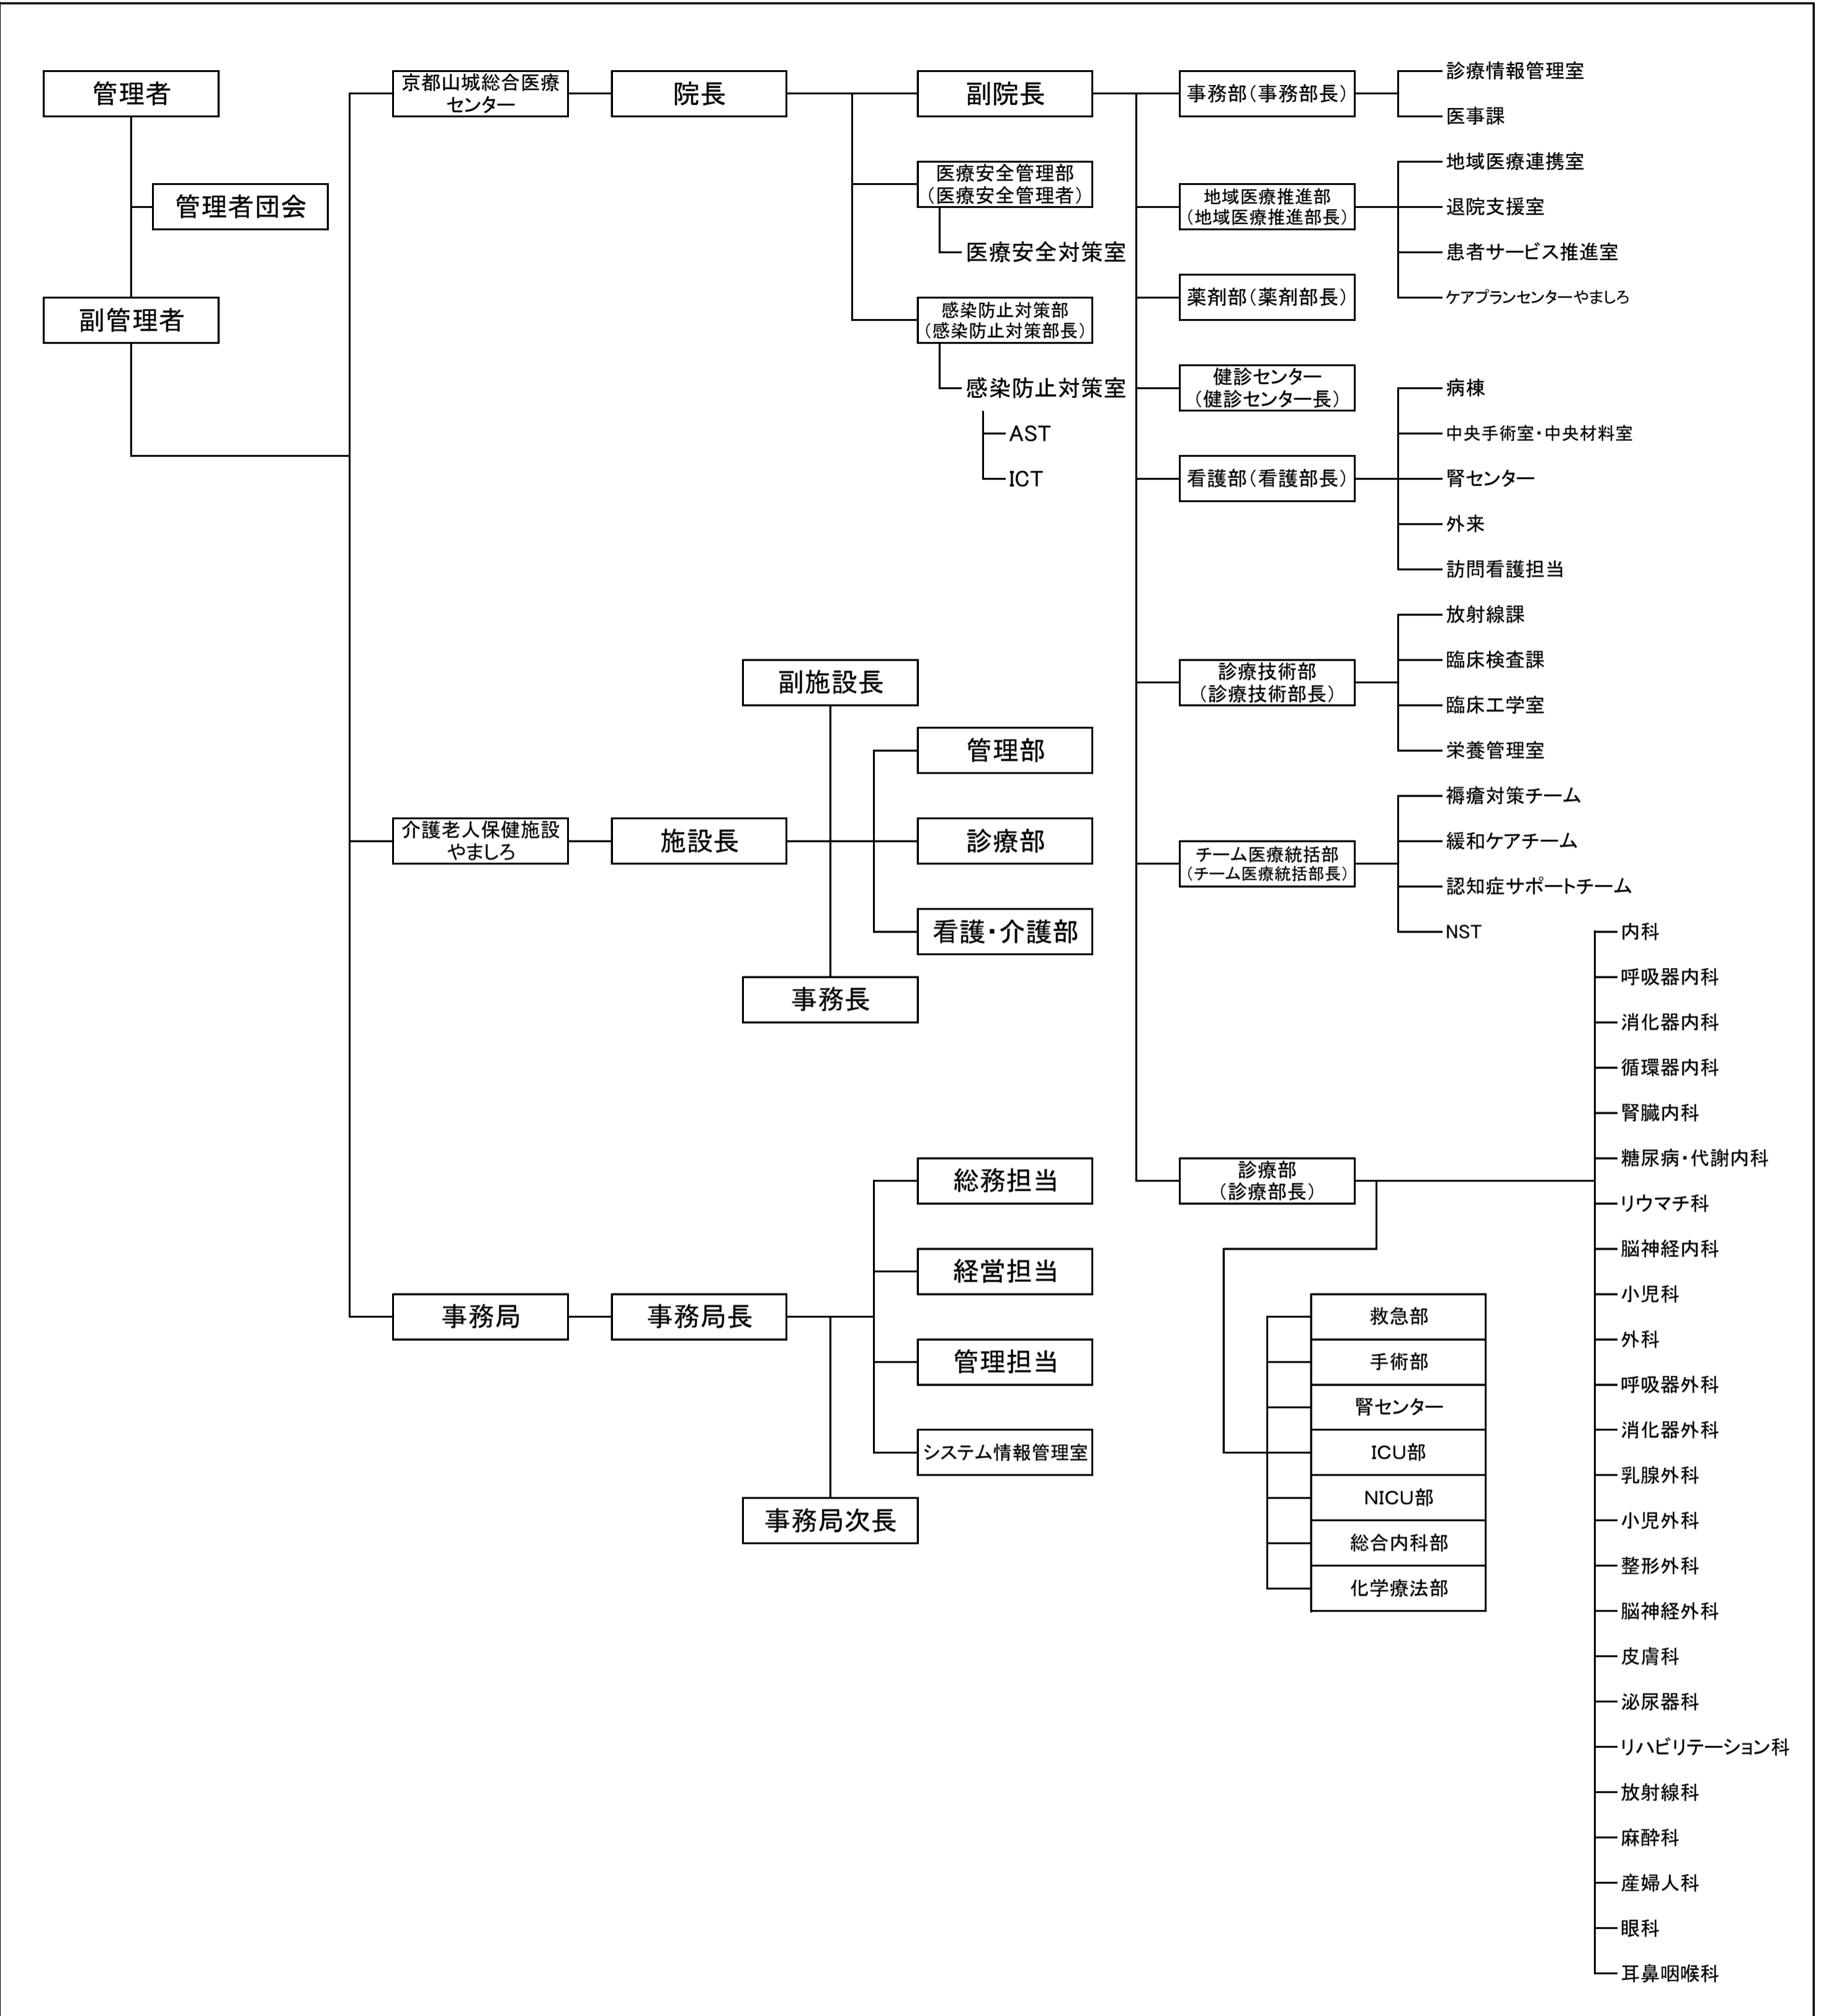 管理者
管理者団会
副管理者
京都山城総合医療
センター
院長
副院長
医療安全管理部
（医療安全管理者）
医療安全対策室
感染防止対策部
（感染防止対策部長）
感染防止対策室
AST
ICT
事務部（事務部長）
診療情報管理室
医事課
地域医療推進部
（地域医療推進部長）
地域医療連携室
退院支援室
患者サービス推進室
ケアプランセンターやましろ
薬剤部（薬剤部長）
健診センター
（健診センター長）
看護部（看護部長）
病棟
中央手術室・中央材料室
腎センター
外来
訪問看護担当
診療技術部
（診療技術部長）
放射線課
臨床検査課
臨床工学室
栄養管理室
チーム医療統括部
（チーム医療統括部長）
褥瘡対策チーム
緩和ケアチーム
認知症サポートチーム
NST
診療部
（診療部長）
内科
呼吸器内科
消化器内科
循環器内科
腎臓内科
糖尿病・代謝内科
リウマチ科
脳神経内科
小児科
外科
呼吸器外科
消化器外科
乳腺外科
小児外科
整形外科
脳神経外科
皮膚科
泌尿器科
リハビリテーション科
放射線科
麻酔科
産婦人科
眼科
耳鼻咽喉科
救急部
手術部
腎センター
ICU部
NICU部
総合内科部
化学療法部
介護老人保健施設
やましろ
施設長
副施設長
管理部
診療部
看護・介護部
事務長
事務局
事務局長
総務担当
経営担当
管理担当
システム情報管理室
事務局次長